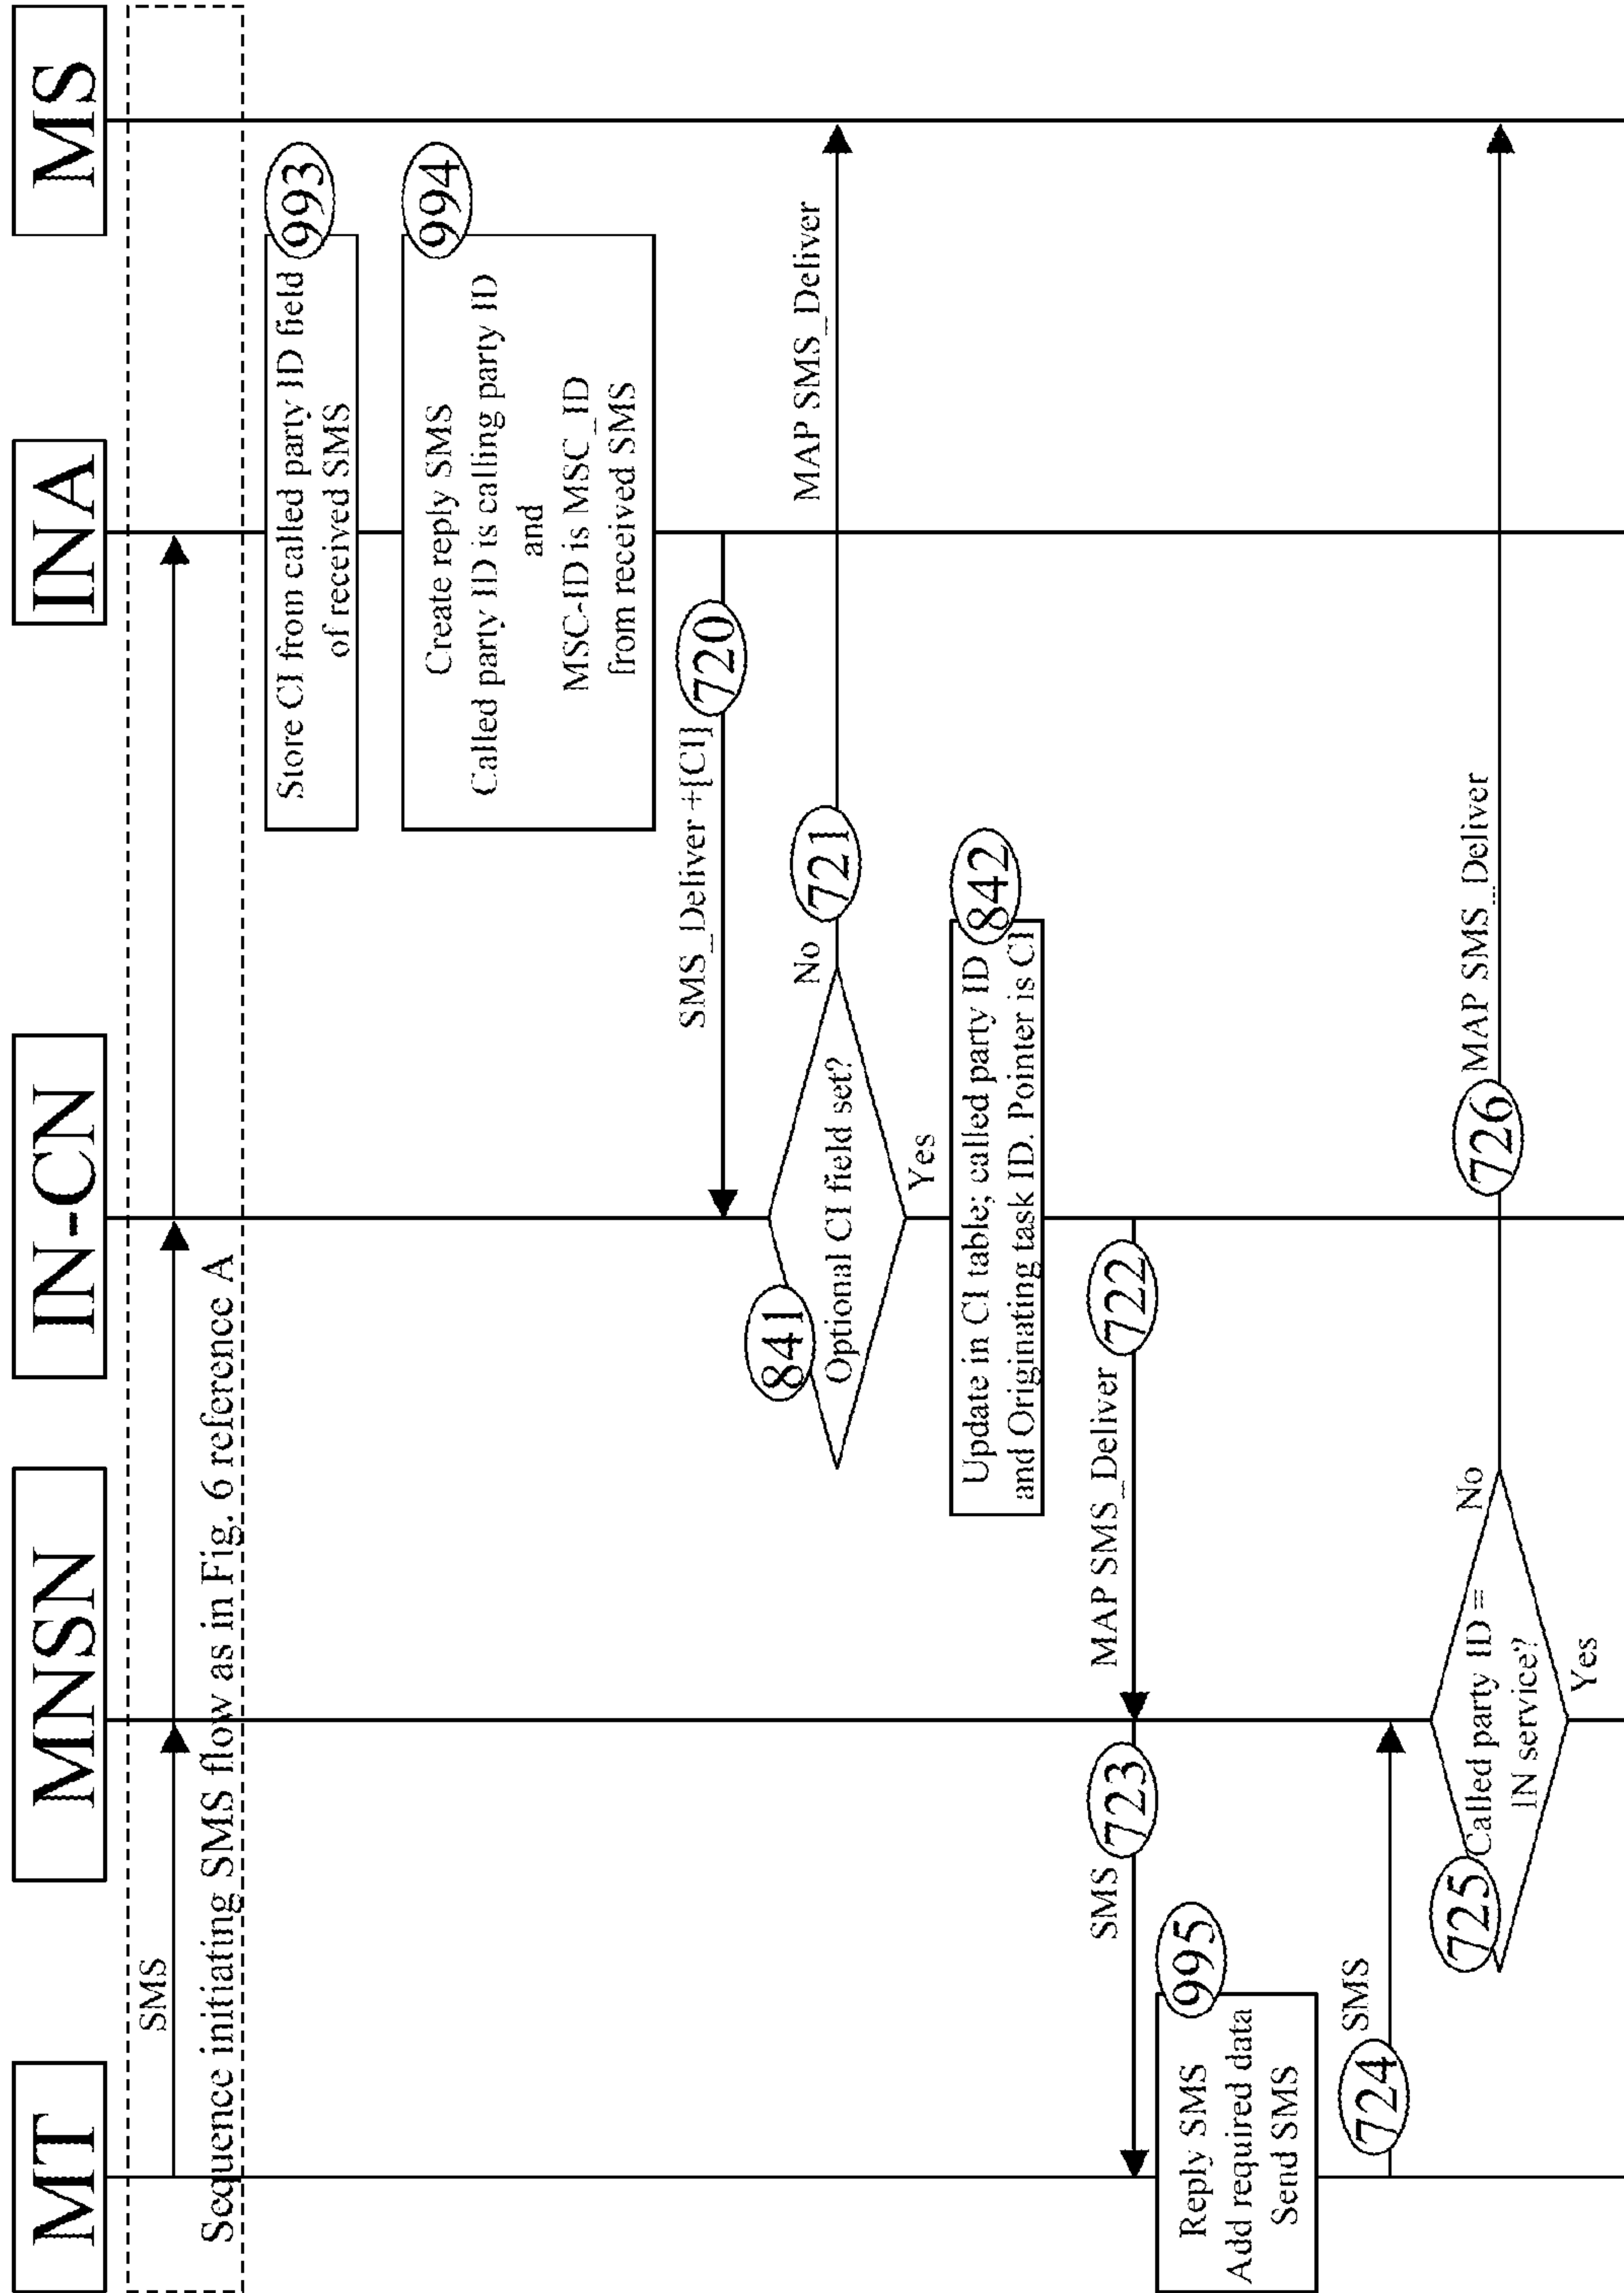 MT
MNSN
IN-CN
INA
MS
SMS
Sequence initiating SMS flow as in Fig. 6 reference A
993
Store CI from called party ID field
of received SMS
994
Create reply SMS
Called party ID is calling party ID
and
MSC-ID is MSC_ID
from received SMS
SMS_Deliver +[CI]
720
841
Optional CI field set?
No
721
MAP SMS_Deliver
Yes
842
Update in CI table; called party ID
and Originating task ID. Pointer is CI
MAP SMS_Deliver
722
SMS
723
995
Reply SMS
Add required data
Send SMS
724
SMS
725
Called party ID =
IN service?
No
726
MAP SMS_Deliver
Yes